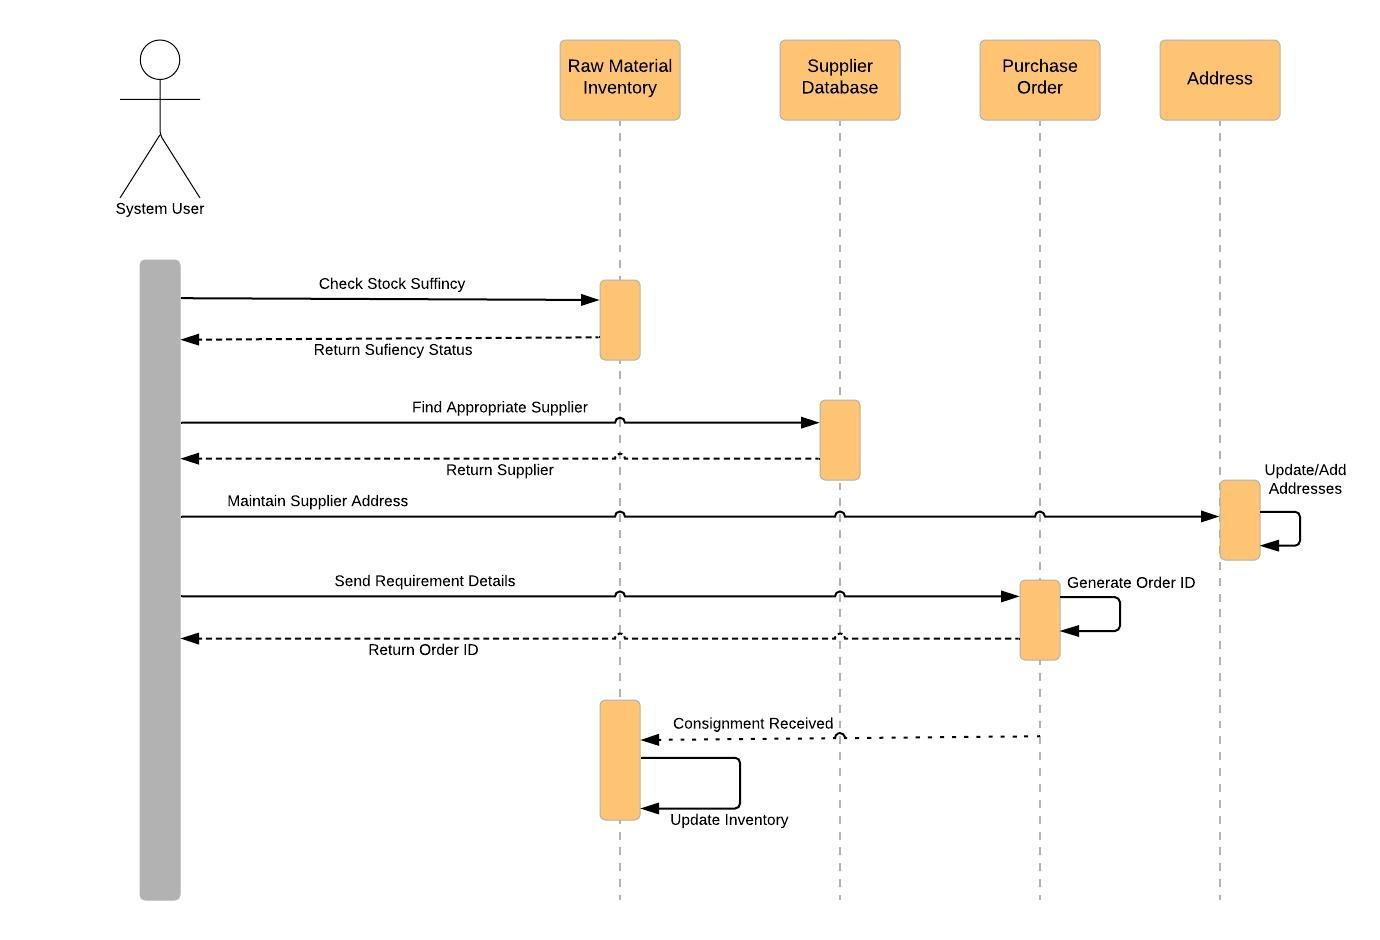 Raw Material
Inventory
Supplier
Database
Purchase
Order
Address
System User
Check Stock Suffincy
Return Sufiency Status
Find Appropriate Supplier
Return Supplier
Update/Add
Addresses
Maintain Supplier Address
Send Requirement Details
Generate Order ID
Return Order ID
Consignment Received
Update Inventory